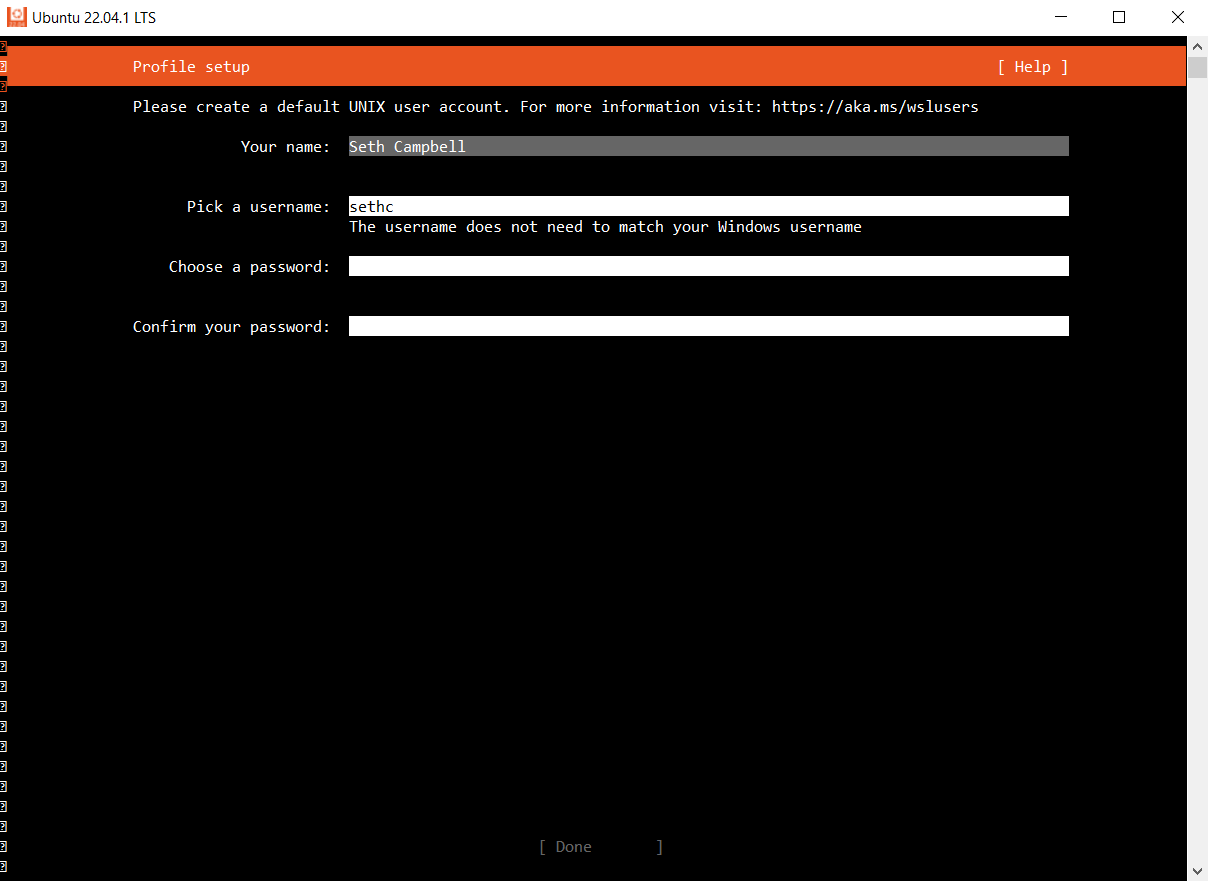 Ubuntu 22.04.1 LTS
Profile setup [ Help ]
Please create a default UNIX user account. For more information visit: https://aka.ms/wslusers
Your name: Seth Campbell
Pick a username: sethc
The username does not need to match your Windows username
Choose a password:
Confirm your password:
[ Done ]